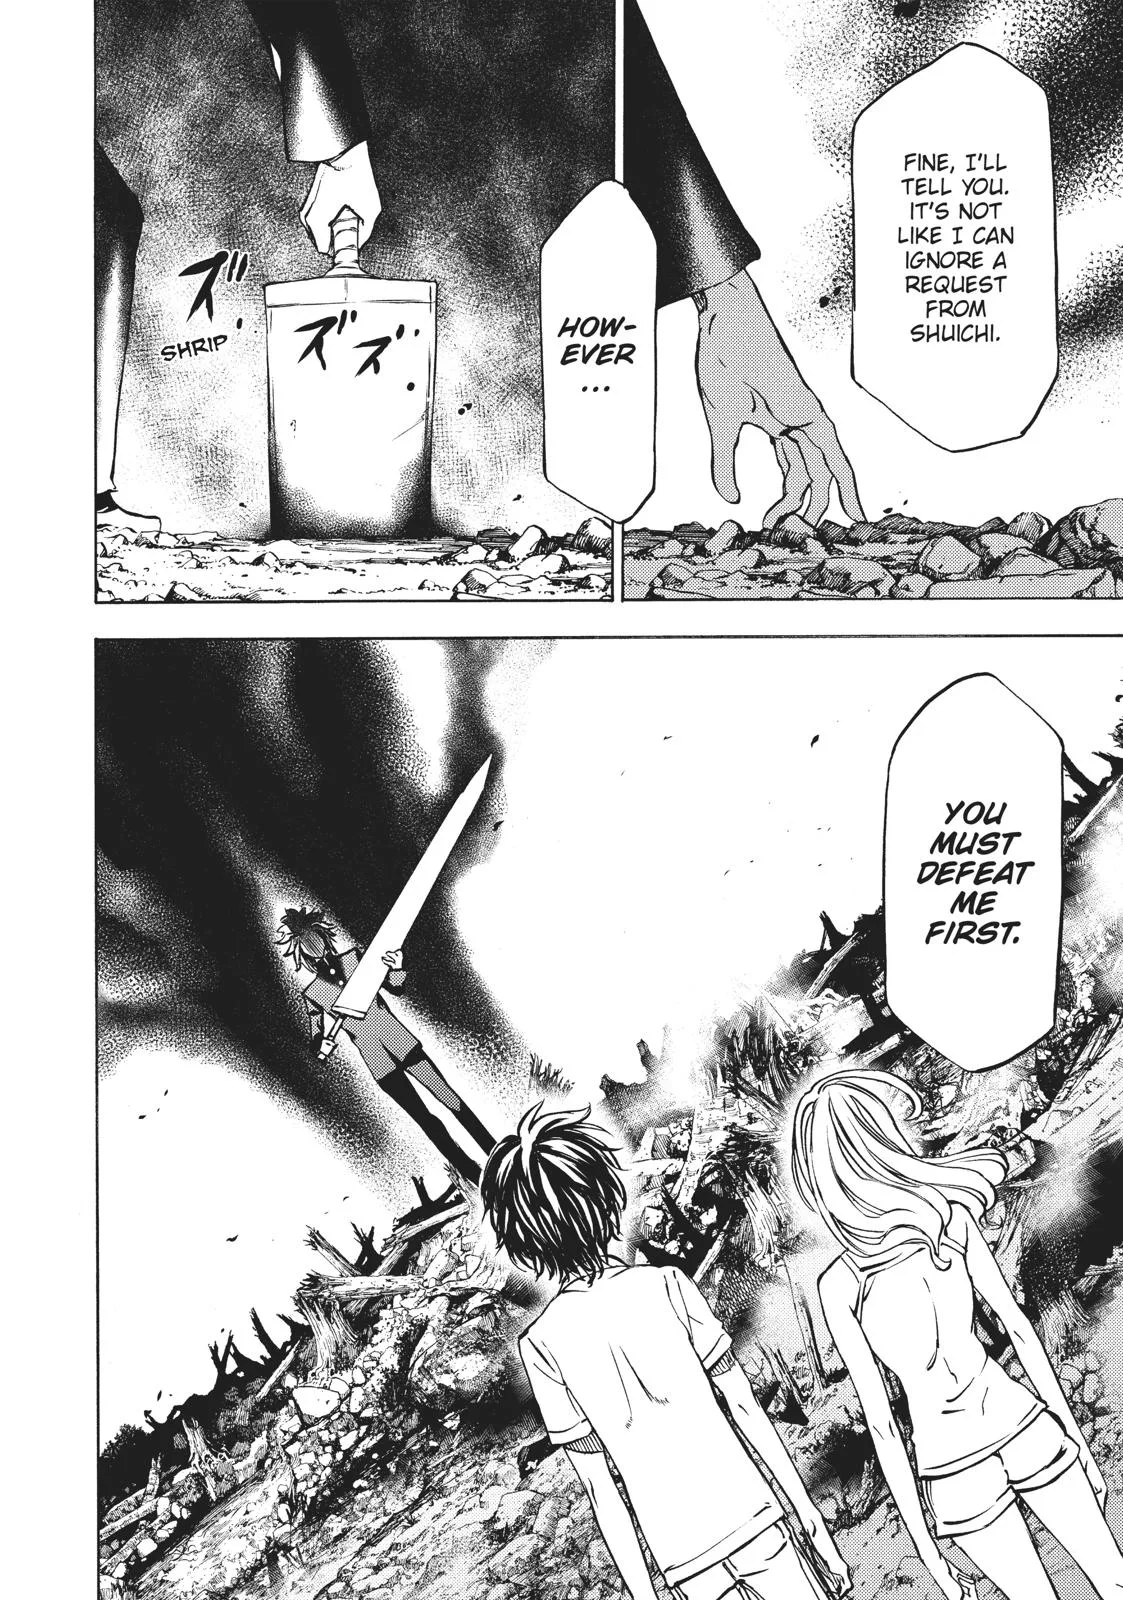 FINE, I'LL
TELL YOU.
IT'S NOT
LIKE I CAN
IGNORE A
REQUEST
FROM
SHUICHI.
HOW-
EVER
...
ズ
SHRIP
ズズ
YOU
MUST
DEFEAT
ME
FIRST.